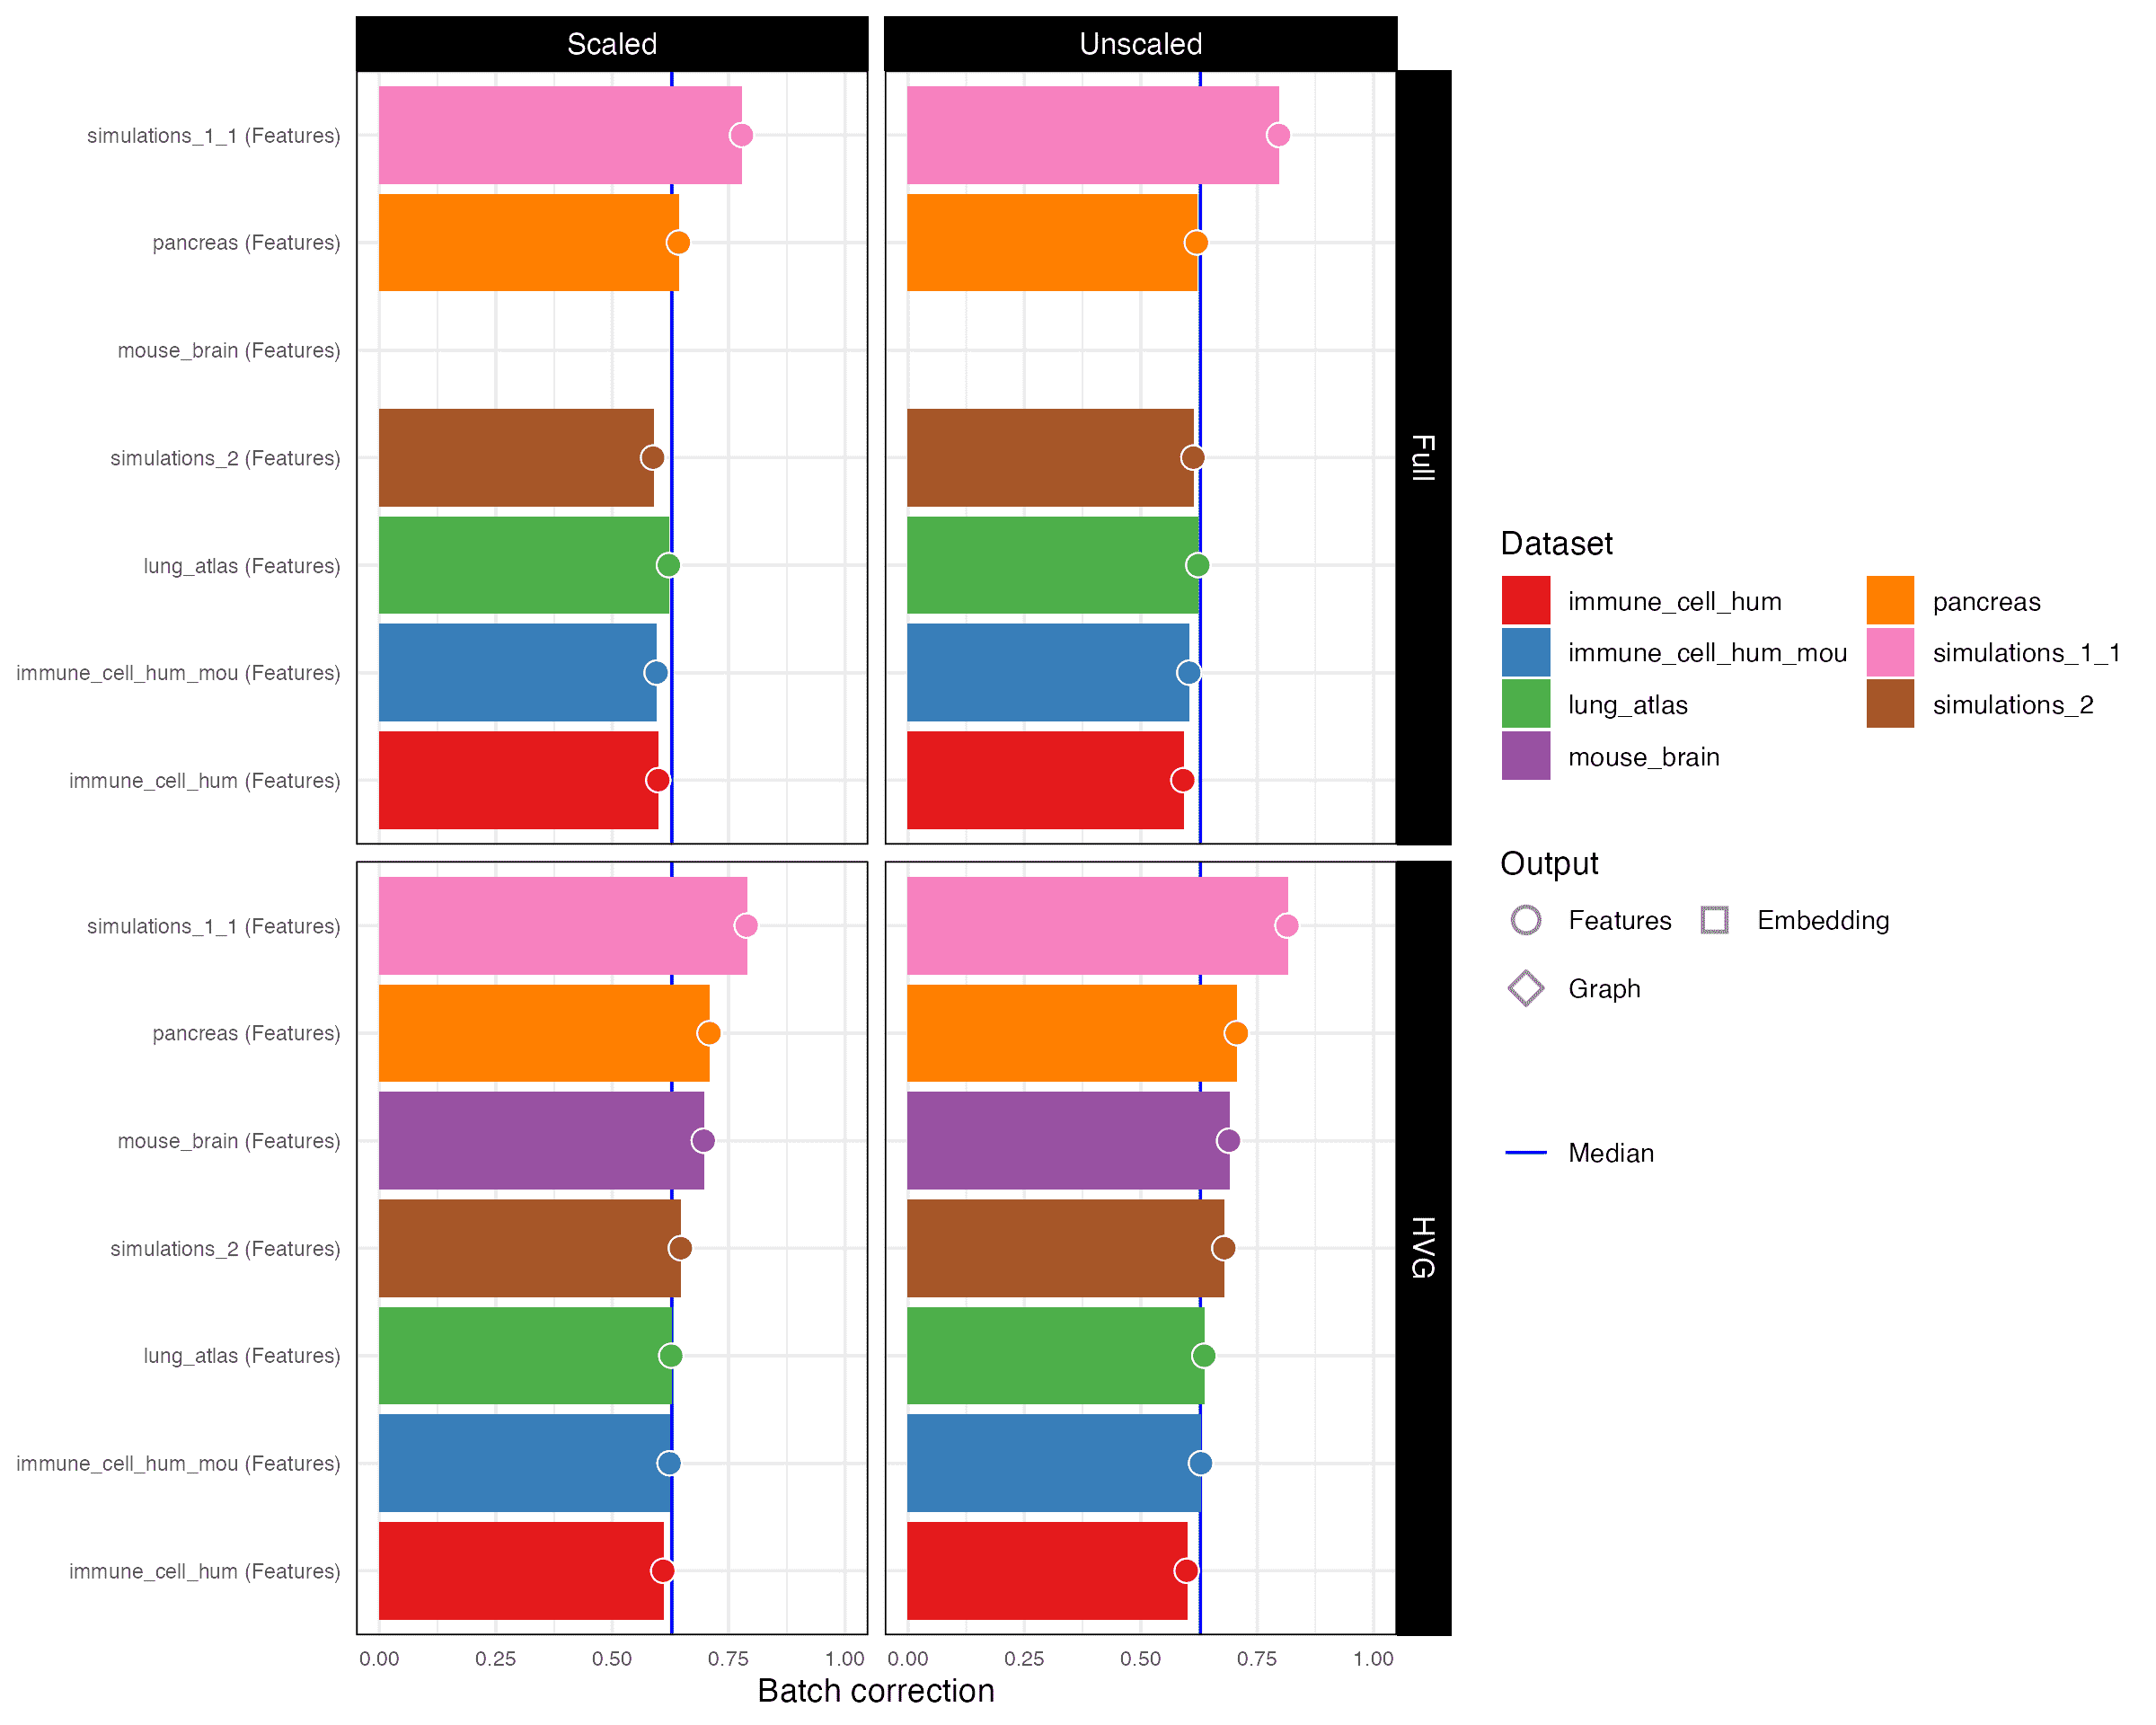 Scaled
Unscaled
simulations_1_1 (Features)
pancreas (Features)
mouse_brain (Features)
simulations_2 (Features)
lung_atlas (Features)
immune_cell_hum_mou (Features)
immune_cell_hum (Features)
Full
simulations_1_1 (Features)
pancreas (Features)
mouse_brain (Features)
simulations_2 (Features)
lung_atlas (Features)
immune_cell_hum_mou (Features)
immune_cell_hum (Features)
HVG
0.00 0.25 0.50 0.75 1.00
0.00 0.25 0.50 0.75 1.00
Batch correction
Dataset
immune_cell_hum
immune_cell_hum_mou
lung_atlas
mouse_brain
pancreas
simulations_1_1
simulations_2
Output
Features
Embedding
Graph
Median